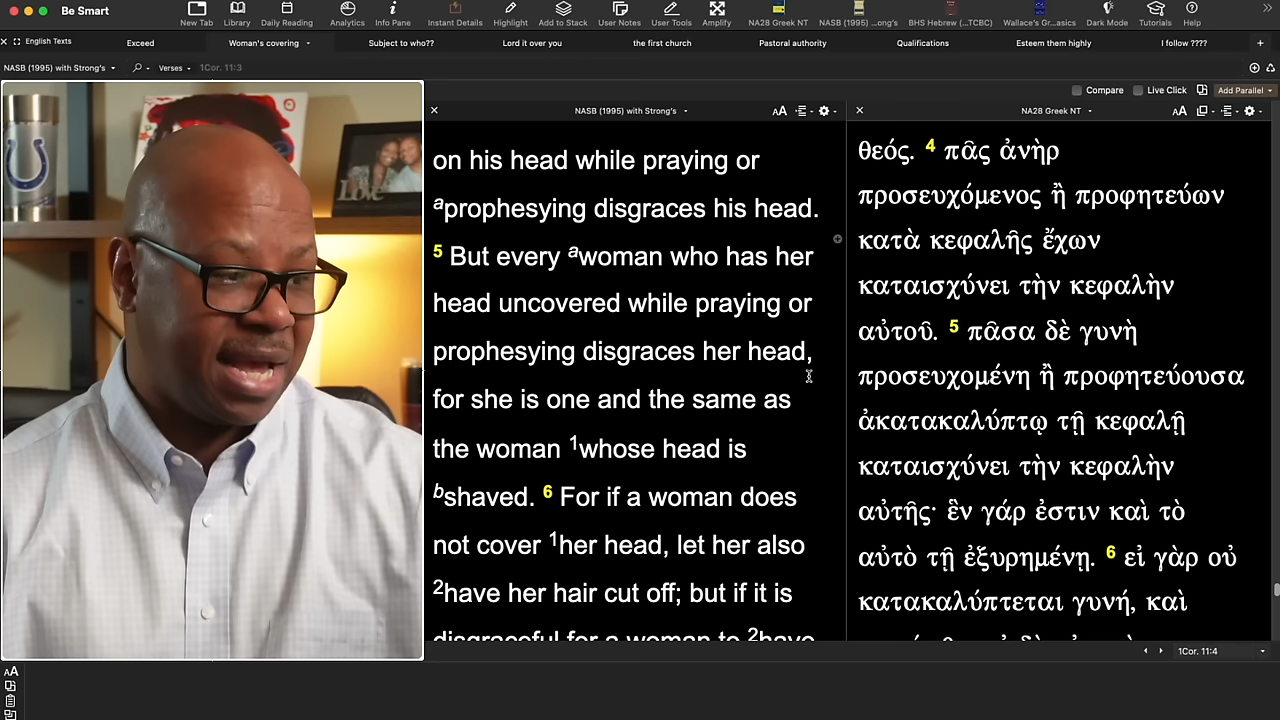 Be Smart
New Tab
Library
Daily Reading
Analytics
Info Pane
Instant Details
Highlight
Add to Stack
User Notes
User Tools
Amplify
NA28 Greek NT
NASB (1995) ...ong's
BHS Hebrew (...TCBC)
Wallace's Gr...asics
Dark Mode
Tutorials
Help
English Texts
Exceed
Woman's covering
Subject to who??
Lord it over you
the first church
Pastoral authority
Qualifications
Esteem them highly
I follow ????
NASB (1995) with Strong's
Verses
1Cor. 11:3
Compare
Live Click
Add Parallel
NASB (1995) with Strong's
on his head while praying or
aprophesying disgraces his head.
5 But every awoman who has her
head uncovered while praying or
prophesying disgraces her head,
for she is one and the same as
the woman 1whose head is
bshaved. 6 For if a woman does
not cover 1her head, let her also
2have her hair cut off; but if it is
disgraceful for a woman to 2have
NA28 Greek NT
θεός. 4 πᾶς ἀνὴρ
προσευχόμενος ἢ προφητεύων
κατὰ κεφαλῆς ἔχων
καταισχύνει τὴν κεφαλὴν
αὐτοῦ. 5 πᾶσα δὲ γυνὴ
προσευχομένη ἢ προφητεύουσα
ἀκατακαλύπτῳ τῇ κεφαλῇ
καταισχύνει τὴν κεφαλὴν
αὐτῆς· ἓν γάρ ἐστιν καὶ τὸ
αὐτὸ τῇ ἐξυρημένῃ. 6 εἰ γὰρ οὐ
κατακαλύπτεται γυνή, καὶ
1Cor. 11:4
LOVE